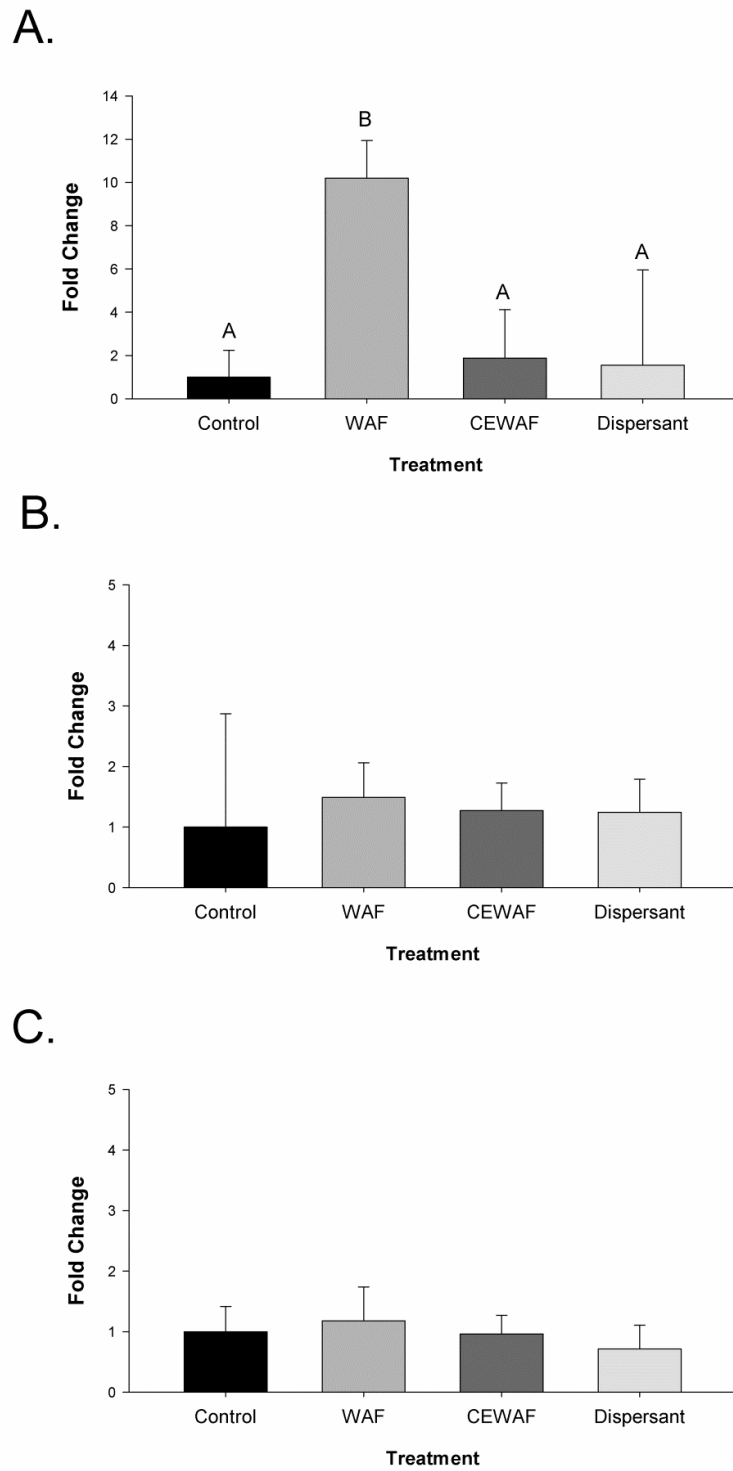 A.
14
12
10
8
6
4
2
0
Fold Change
A
B
A
A
Control WAF CEWAF Dispersant
Treatment
B.
5
4
3
2
1
0
Fold Change
Control WAF CEWAF Dispersant
Treatment
C.
5
4
3
2
1
0
Fold Change
Control WAF CEWAF Dispersant
Treatment